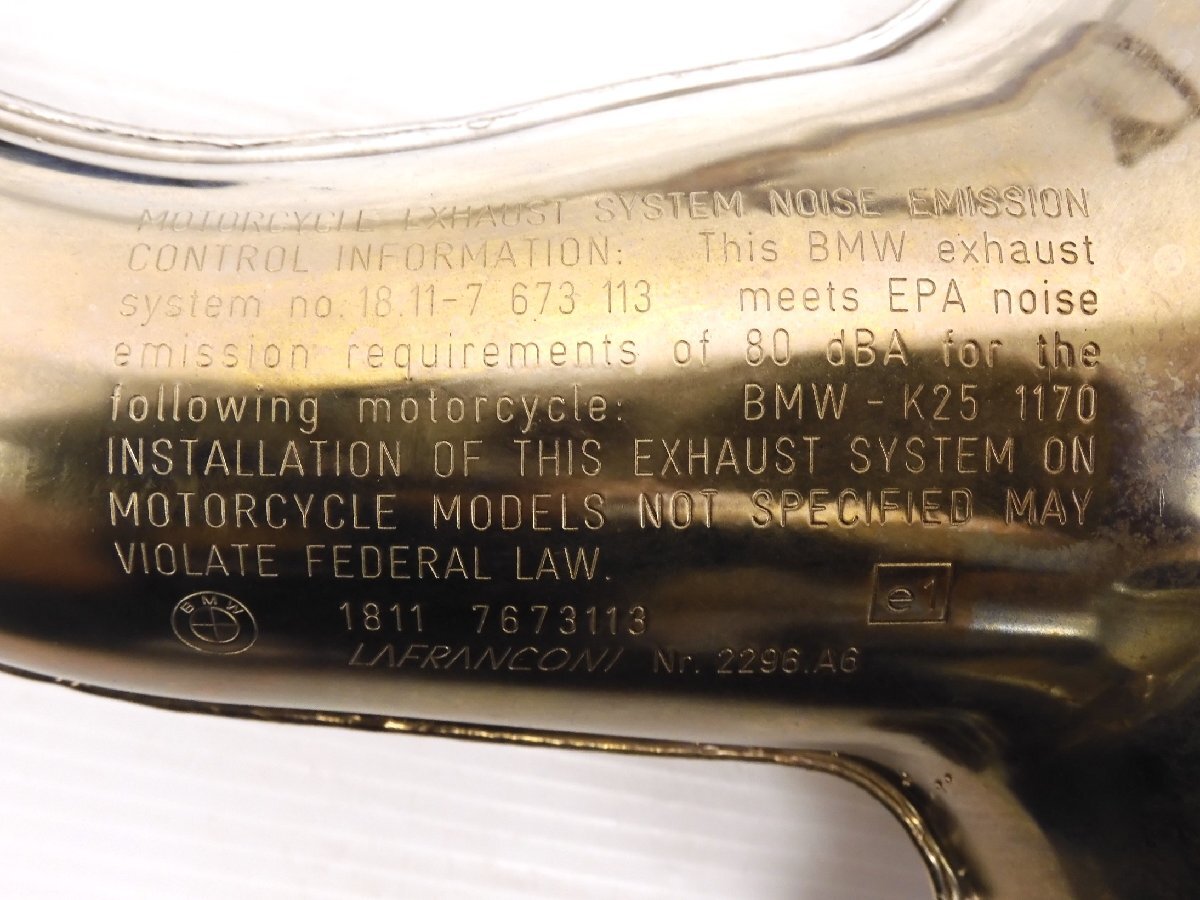 MOTORCYCLE EXHAUST SYSTEM NOISE EMISSION
CONTROL INFORMATION: This BMW exhaust
system no. 18.11-7 673 113 meets EPA noise
emission requirements of 80 dBA for the
following motorcycle: BMW - K25 1170
INSTALLATION OF THIS EXHAUST SYSTEM ON
MOTORCYCLE MODELS NOT SPECIFIED MAY
VIOLATE FEDERAL LAW.
e1
BMW 1811 7673113
LAFRANCONI Nr. 2296.A6